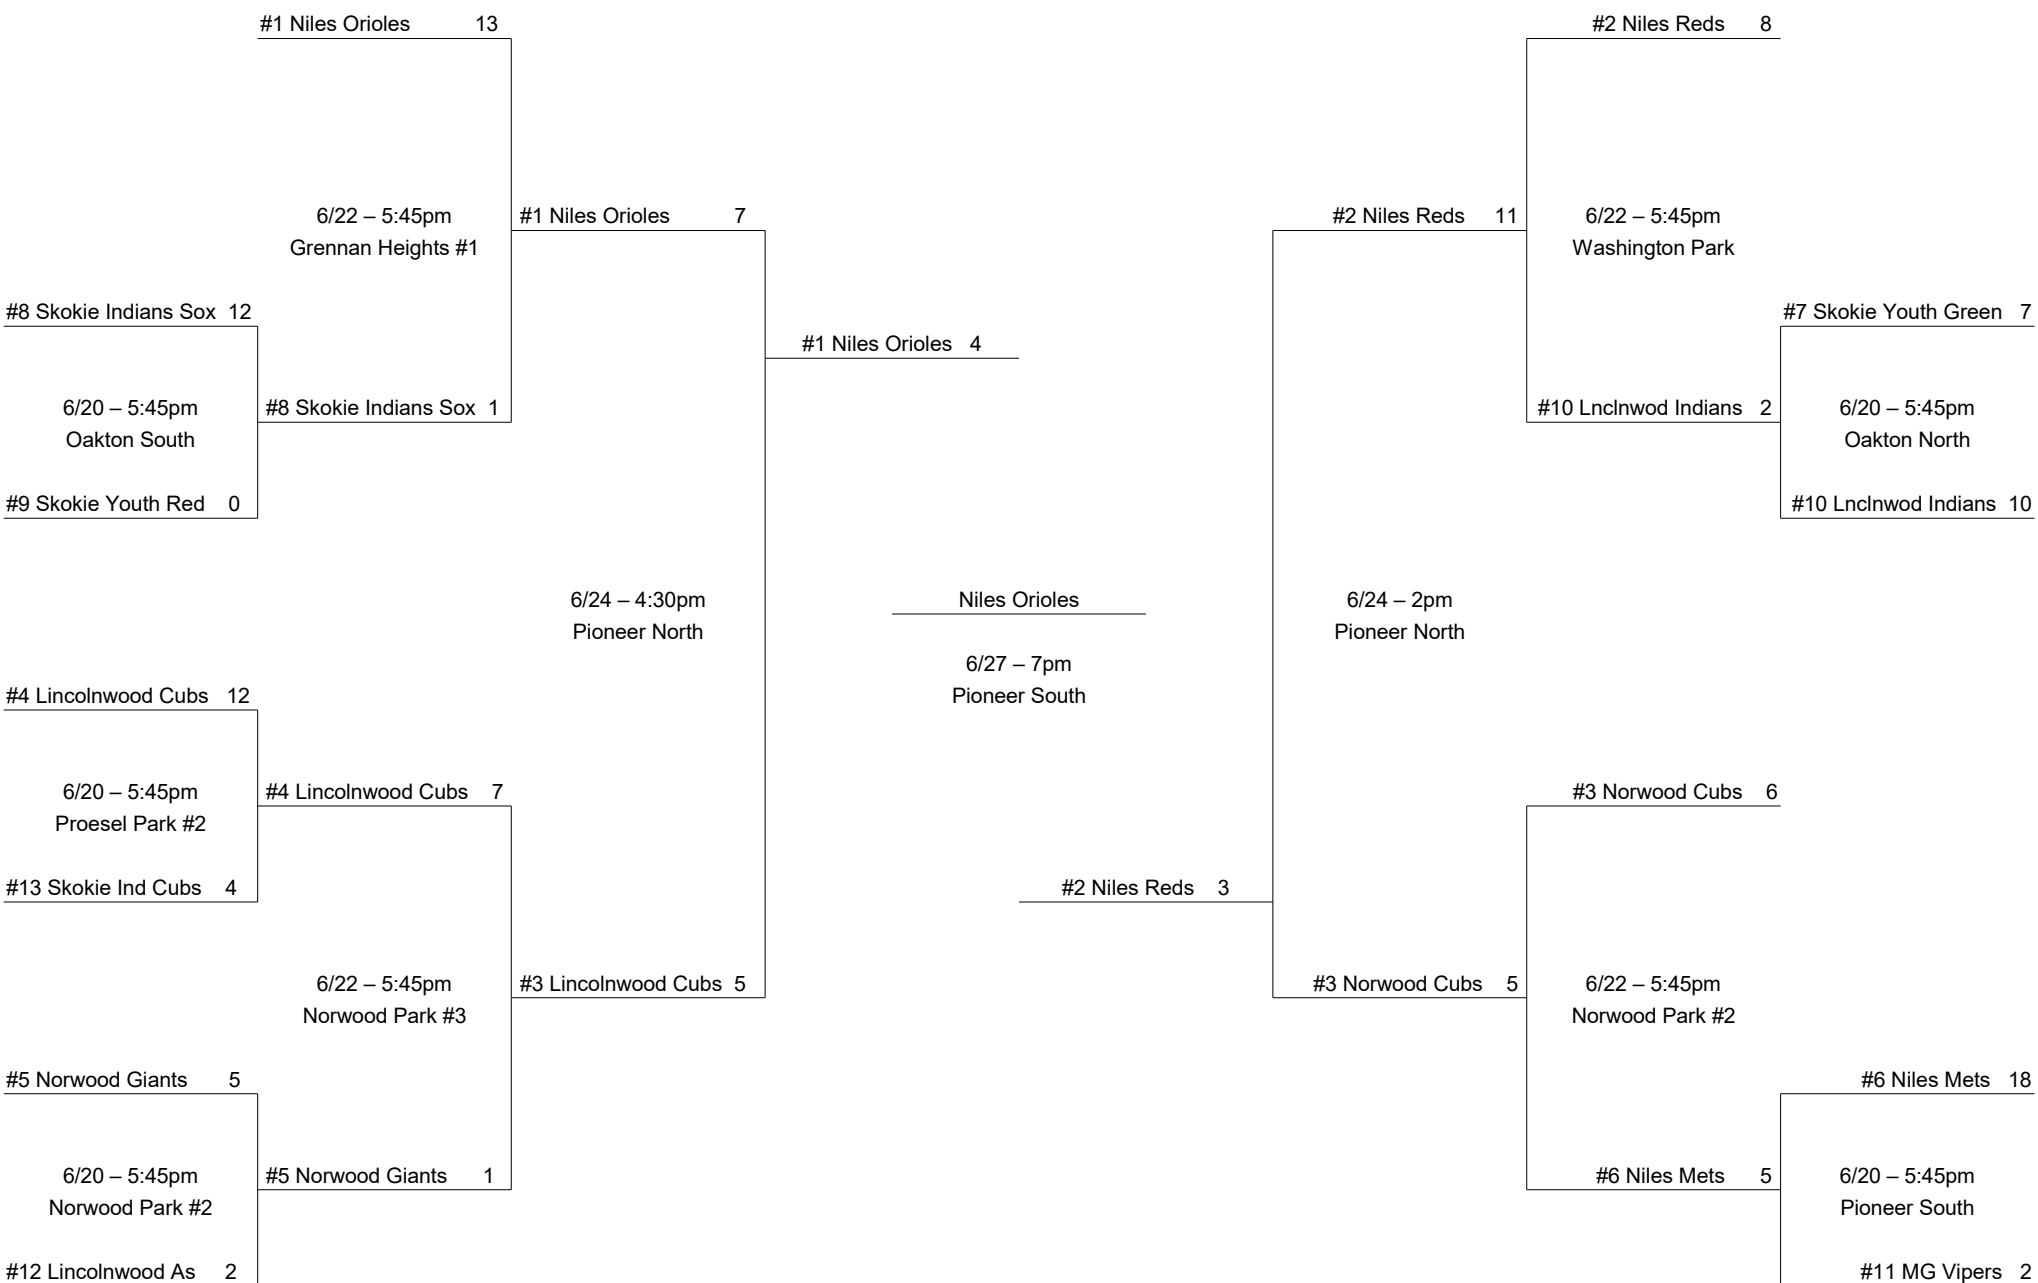 #1 Niles Orioles 13
#2 Niles Reds 8
6/22 – 5:45pm
Grennan Heights #1
#1 Niles Orioles 7
#2 Niles Reds 11
6/22 – 5:45pm
Washington Park
#8 Skokie Indians Sox 12
#7 Skokie Youth Green 7
#1 Niles Orioles 4
6/20 – 5:45pm
Oakton South
#8 Skokie Indians Sox 1
#10 Lnclnwod Indians 2
6/20 – 5:45pm
Oakton North
#9 Skokie Youth Red 0
#10 Lnclnwod Indians 10
6/24 – 4:30pm
Pioneer North
Niles Orioles
6/24 – 2pm
Pioneer North
6/27 – 7pm
Pioneer South
#4 Lincolnwood Cubs 12
6/20 – 5:45pm
Proesel Park #2
#4 Lincolnwood Cubs 7
#3 Norwood Cubs 6
#13 Skokie Ind Cubs 4
#2 Niles Reds 3
6/22 – 5:45pm
Norwood Park #3
#3 Lincolnwood Cubs 5
#3 Norwood Cubs 5
6/22 – 5:45pm
Norwood Park #2
#5 Norwood Giants 5
#6 Niles Mets 18
6/20 – 5:45pm
Norwood Park #2
#5 Norwood Giants 1
#6 Niles Mets 5
6/20 – 5:45pm
Pioneer South
#12 Lincolnwood As 2
#11 MG Vipers 2